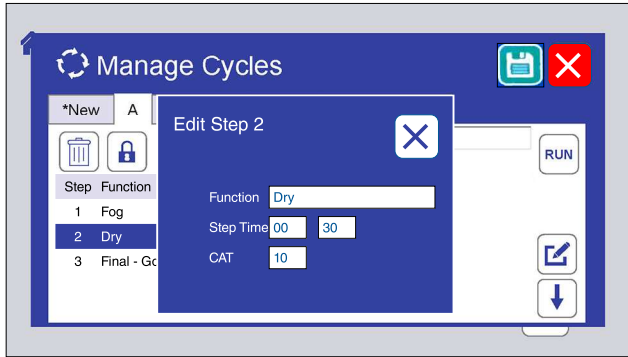 Manage Cycles
*New A
Edit Step 2
RUN
Step Function
Function Dry
1 Fog
Step Time 00 30
2 Dry
CAT 10
3 Final - Go